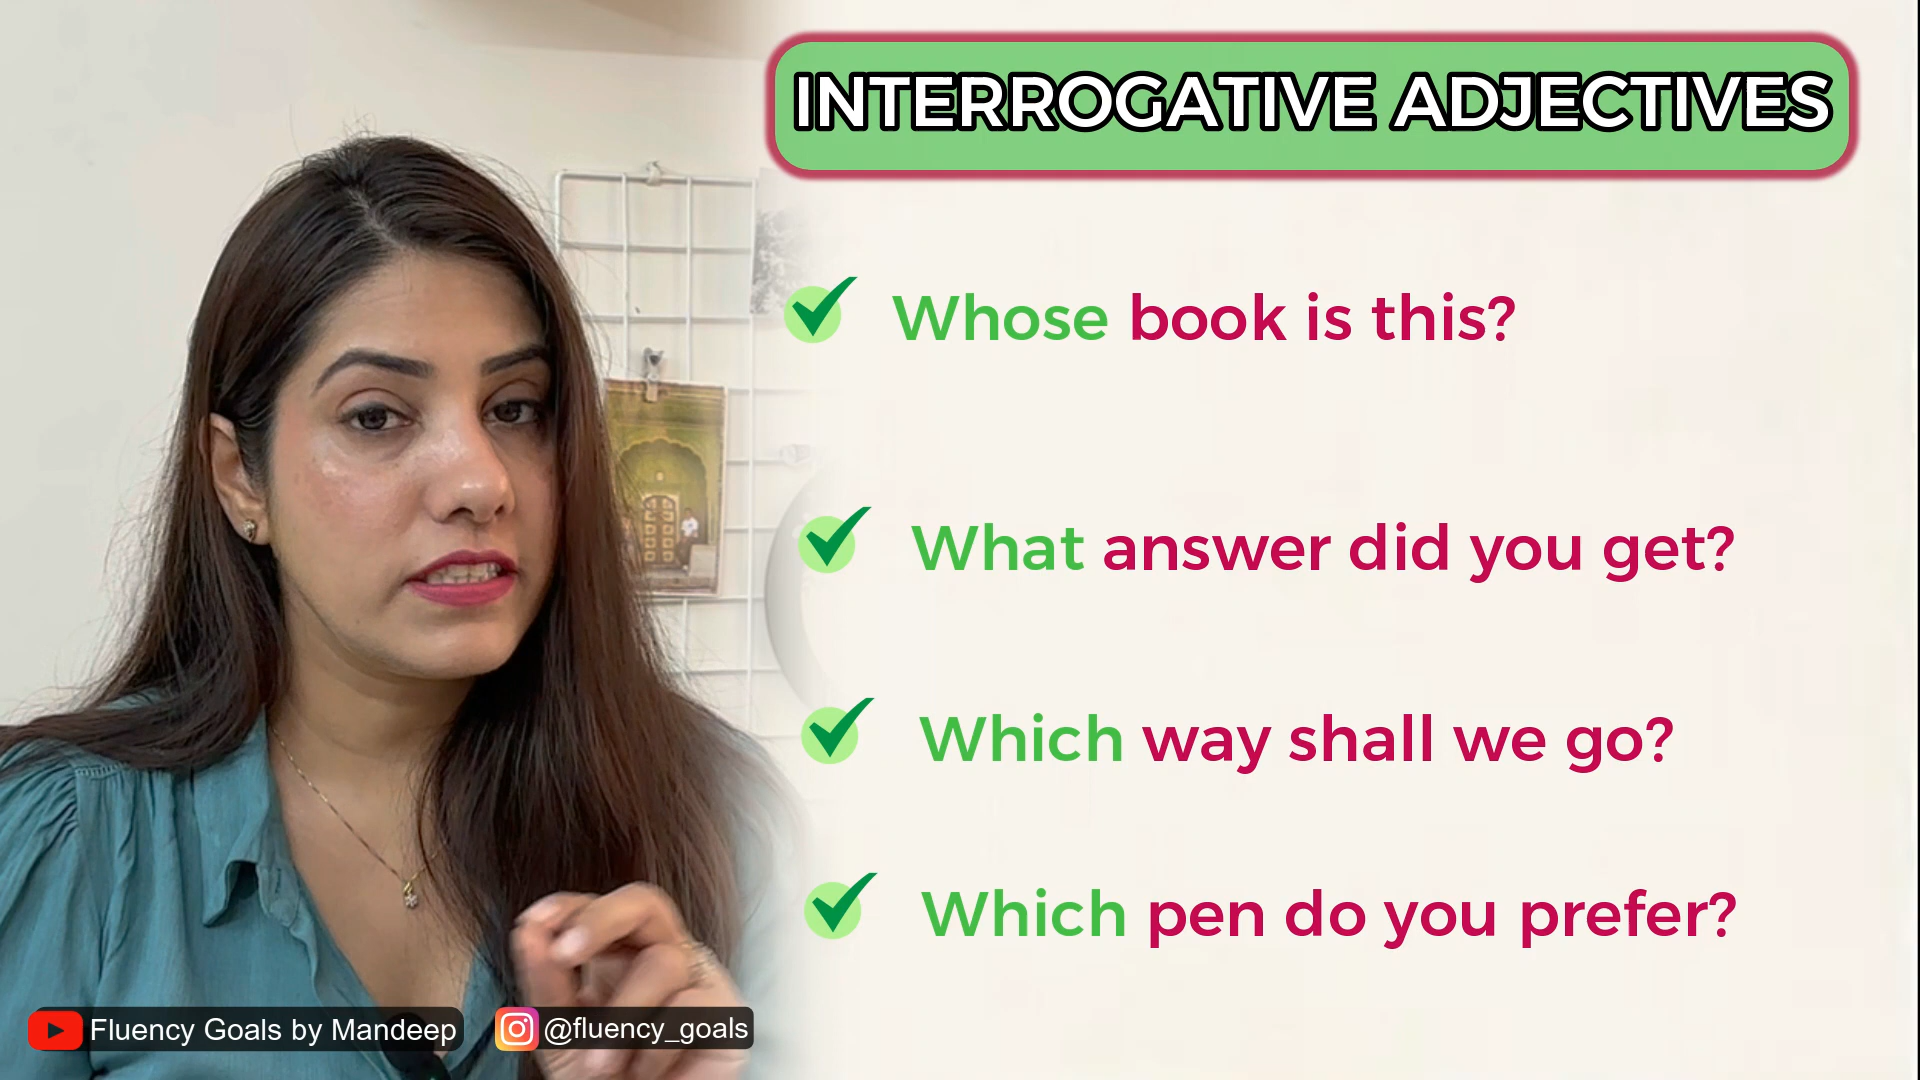 INTERROGATIVE ADJECTIVES
Whose book is this?
What answer did you get?
Which way shall we go?
Which pen do you prefer?
Fluency Goals by Mandeep
@fluency_goals